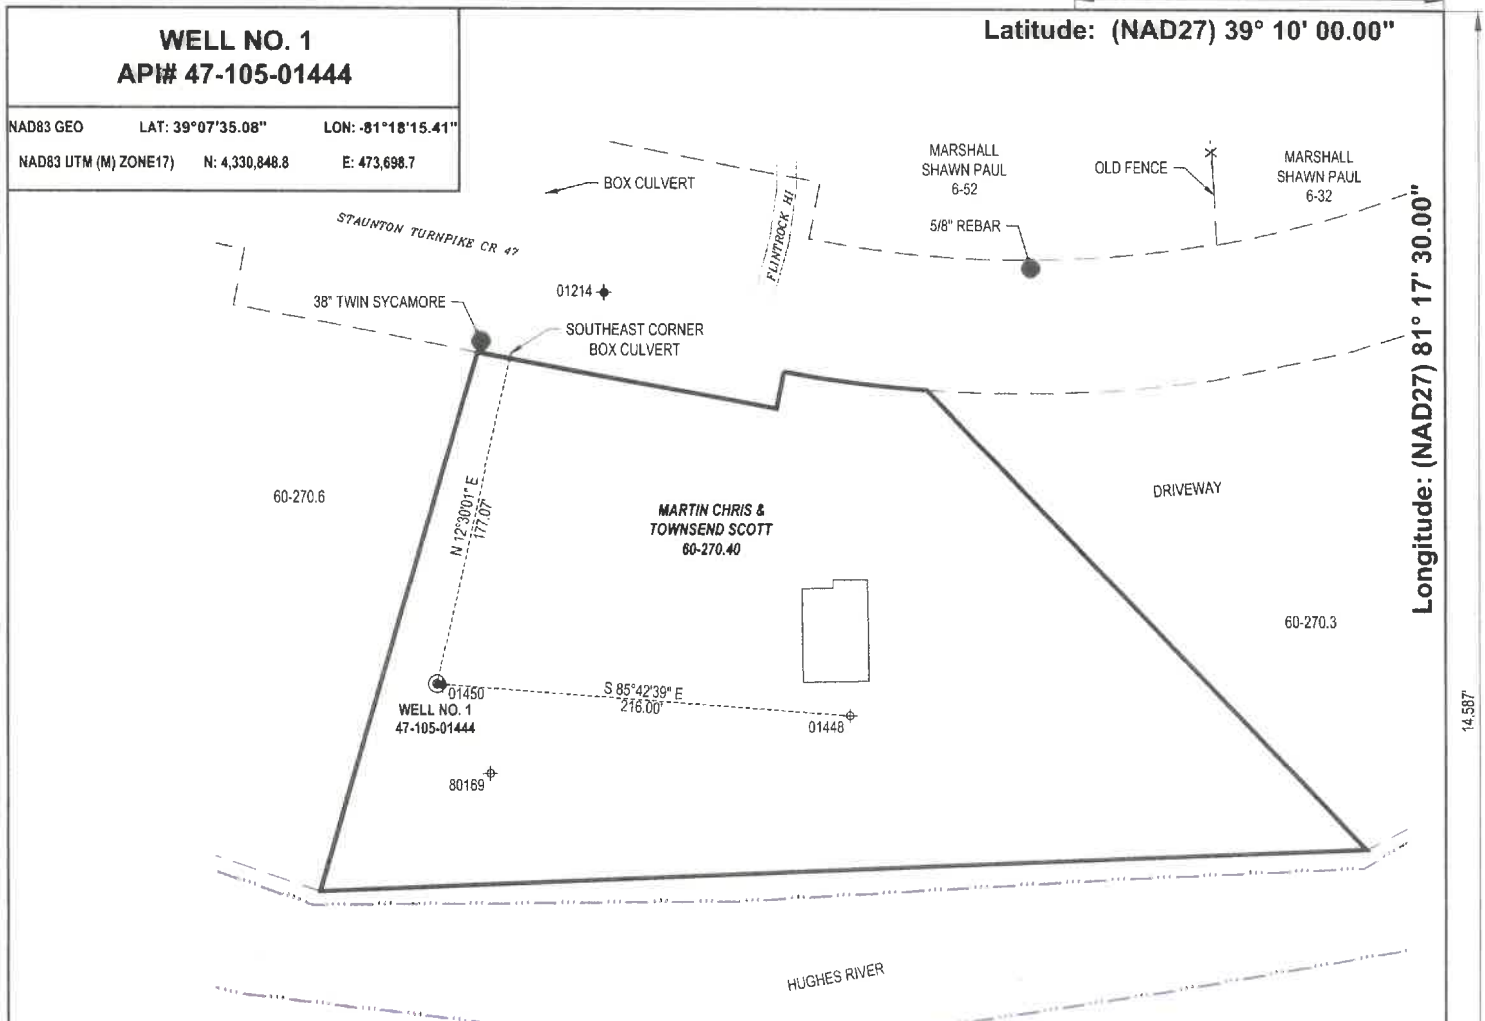 WELL NO. 1
API# 47-105-01444
NAD83 GEO LAT: 39°07'35.08" LON: -81°18'15.41"
NAD83 UTM (M) ZONE17) N: 4,330,848.8 E: 473,698.7
Latitude: (NAD27) 39° 10' 00.00"
Longitude: (NAD27) 81° 17' 30.00"
14,587'
BOX CULVERT
STAUNTON TURNPIKE CR 47
FLINTROCK HI
MARSHALL
SHAWN PAUL
6-52
OLD FENCE
MARSHALL
SHAWN PAUL
6-32
5/8" REBAR
01214
38" TWIN SYCAMORE
SOUTHEAST CORNER
BOX CULVERT
60-270.6
N 12°30'01" E
177.07'
MARTIN CHRIS &
TOWNSEND SCOTT
60-270.40
DRIVEWAY
60-270.3
01450
WELL NO. 1
47-105-01444
S 85°42'39" E
216.00'
01448
80169
HUGHES RIVER